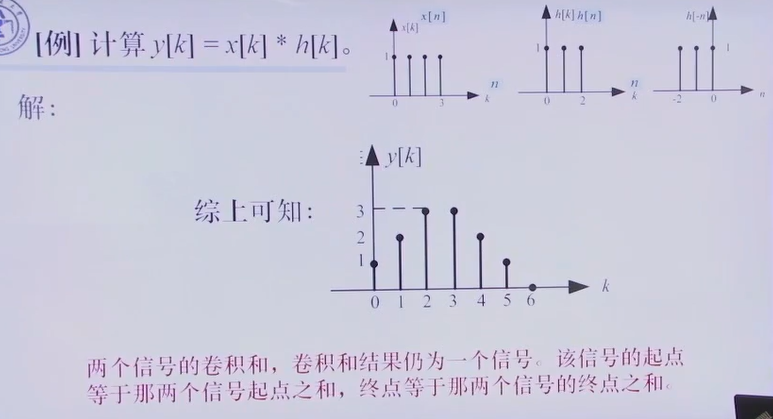 [例] 计算 y[k] = x[k] * h[k]。
x[n]
x[k]
1
0
3
n
k
h[k] h[n]
1
0
2
n
k
h[-n]
1
-2
0
n
解:
y[k]
综上可知:
3
2
1
0 1 2 3 4 5 6
k
两个信号的卷积和，卷积和结果仍为一个信号。该信号的起点
等于那两个信号起点之和，终点等于那两个信号的终点之和。